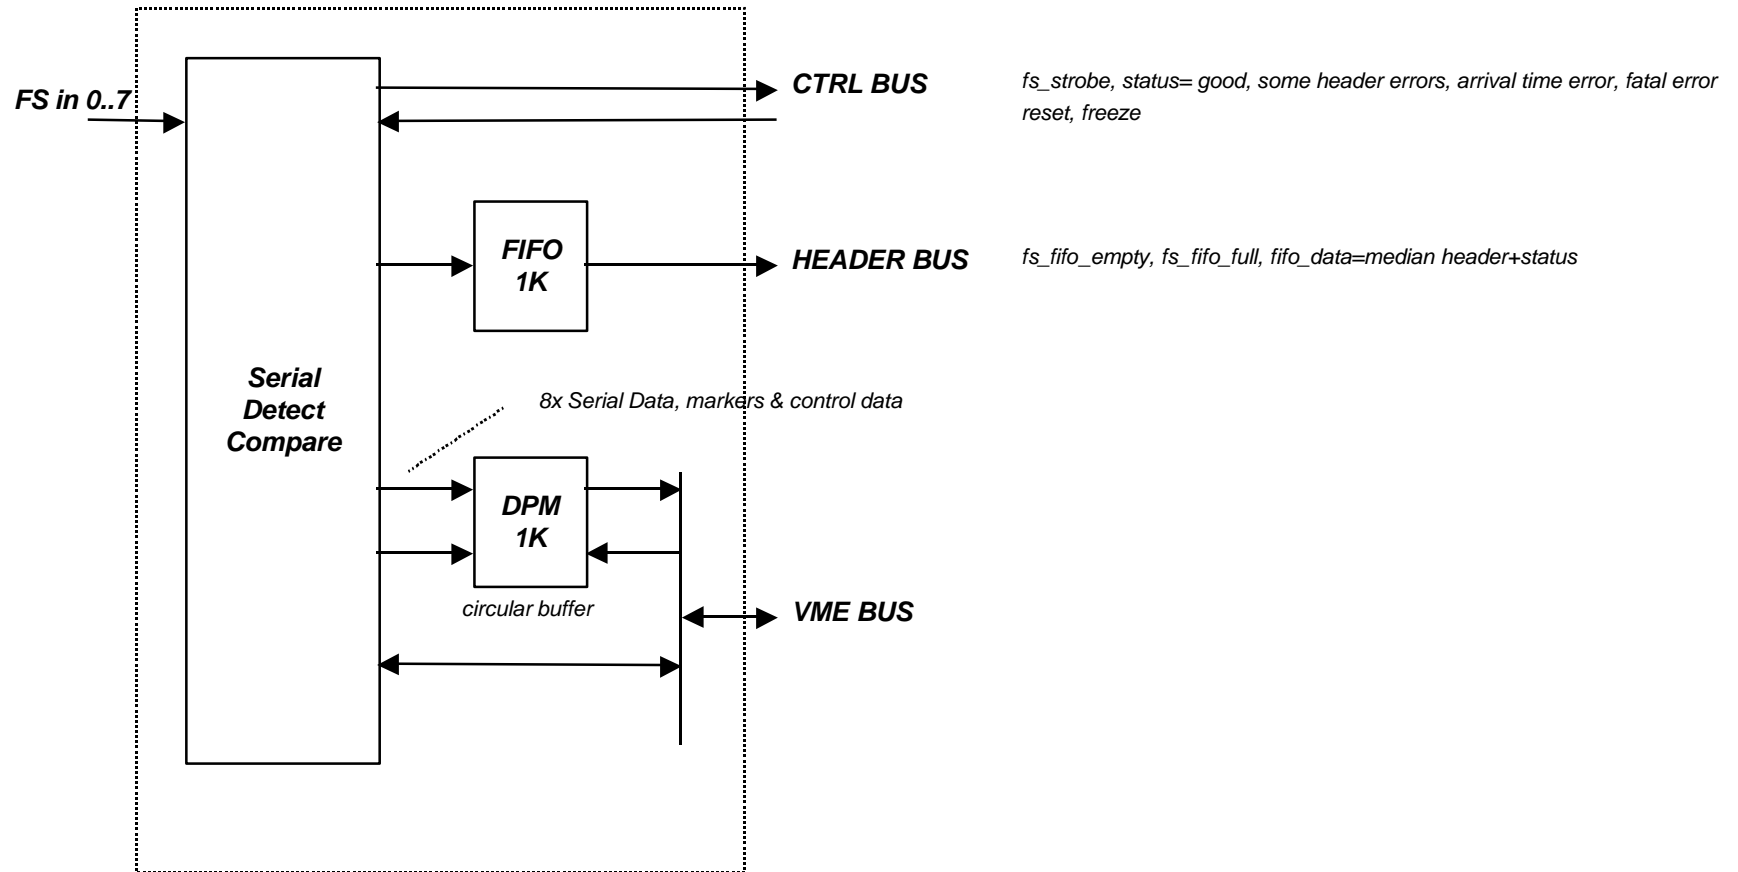 FS in 0..7
CTRL BUS
fs_strobe, status= good, some header errors, arrival time error, fatal error
reset, freeze
FIFO
1K
HEADER BUS
fs_fifo_empty, fs_fifo_full, fifo_data=median header+status
Serial
Detect
Compare
8x Serial Data, markers & control data
DPM
1K
circular buffer
VME BUS